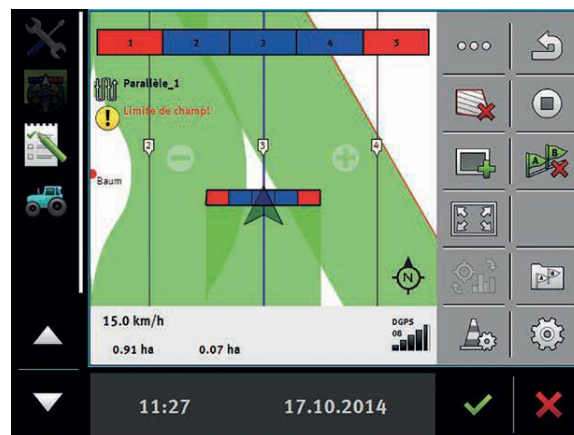 1 2 3 4 5
Parallèle_1
Limite de champ!
2 3 4
Baum
N
A B
A B
15.0 km/h
DGPS
08
0.91 ha 0.07 ha
11:27 17.10.2014